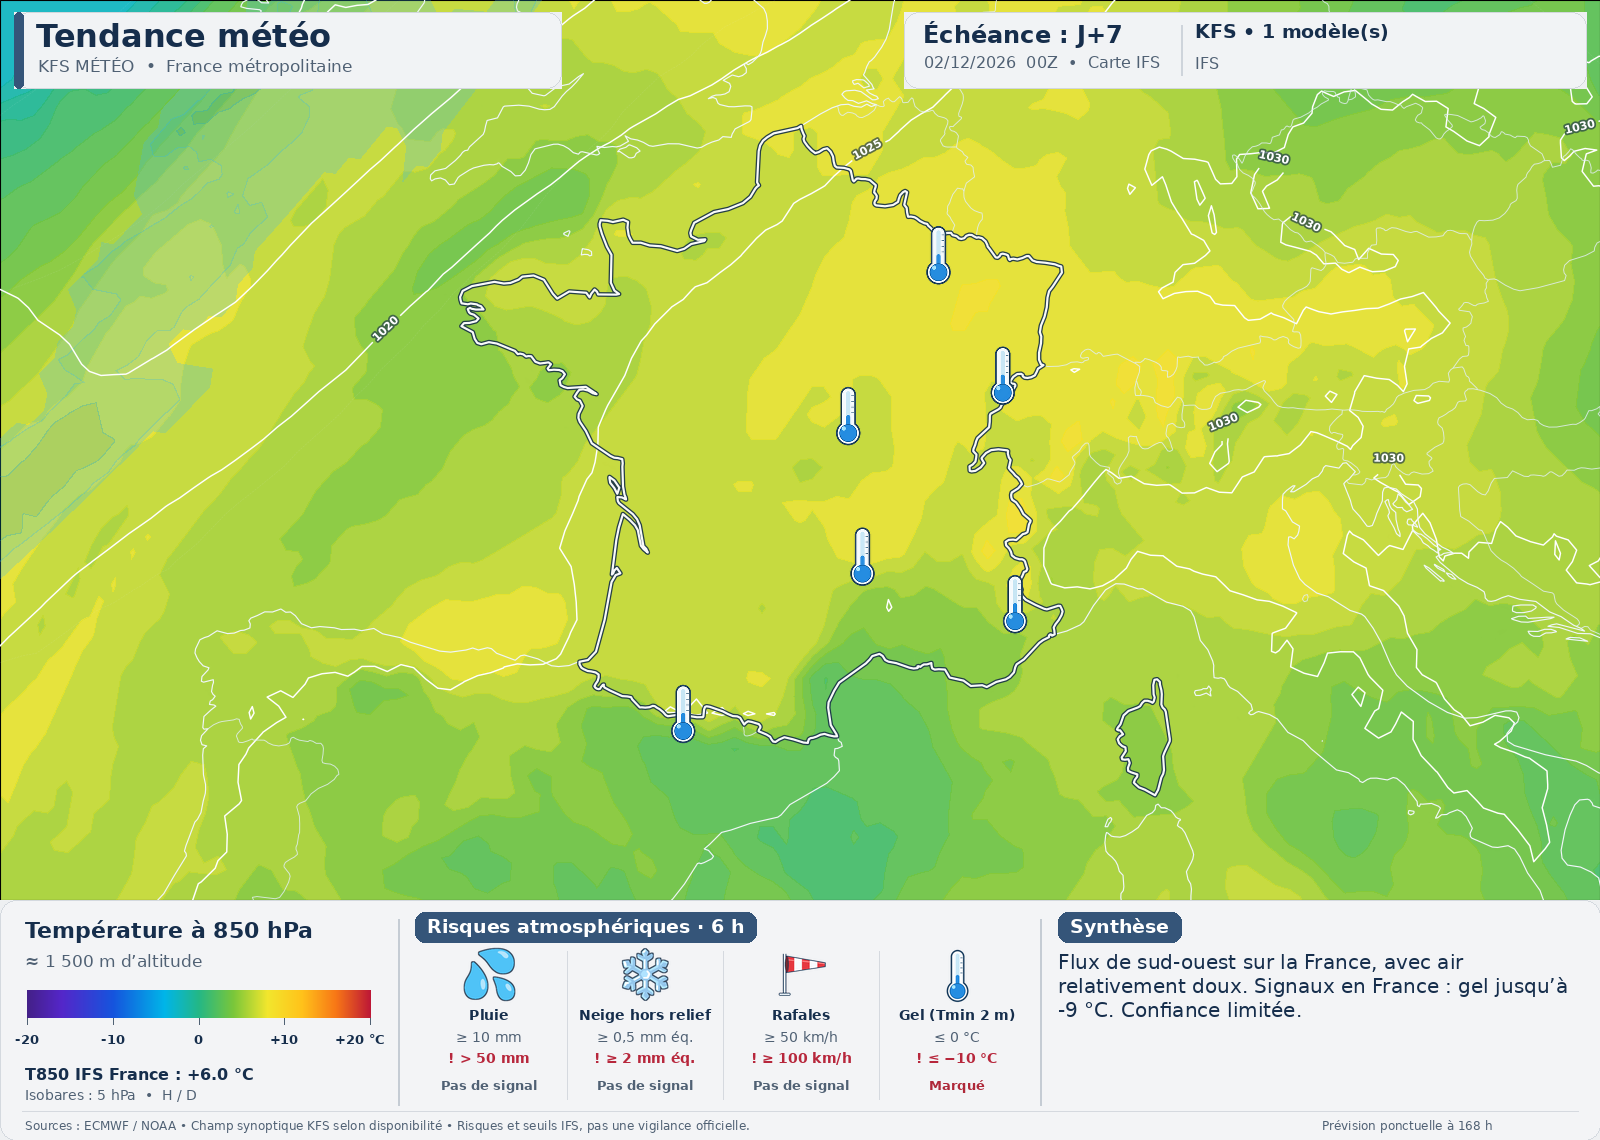 Tendance météo
KFS MÉTÉO • France métropolitaine
Échéance : J+7
02/12/2026 00Z • Carte IFS
KFS • 1 modèle(s)
IFS
1025
1030
1030
1030
1020
1030
1030
Température à 850 hPa
≈ 1 500 m d’altitude
-20 -10 0 +10 +20 °C
T850 IFS France : +6.0 °C
Isobares : 5 hPa • H / D
Risques atmosphériques · 6 h
Pluie
≥ 10 mm
! > 50 mm
Pas de signal
Neige hors relief
≥ 0,5 mm éq.
! ≥ 2 mm éq.
Pas de signal
Rafales
≥ 50 km/h
! ≥ 100 km/h
Pas de signal
Gel (Tmin 2 m)
≤ 0 °C
! ≤ −10 °C
Marqué
Synthèse
Flux de sud-ouest sur la France, avec air
relativement doux. Signaux en France : gel jusqu’à
-9 °C. Confiance limitée.
Sources : ECMWF / NOAA • Champ synoptique KFS selon disponibilité • Risques et seuils IFS, pas une vigilance officielle.
Prévision ponctuelle à 168 h